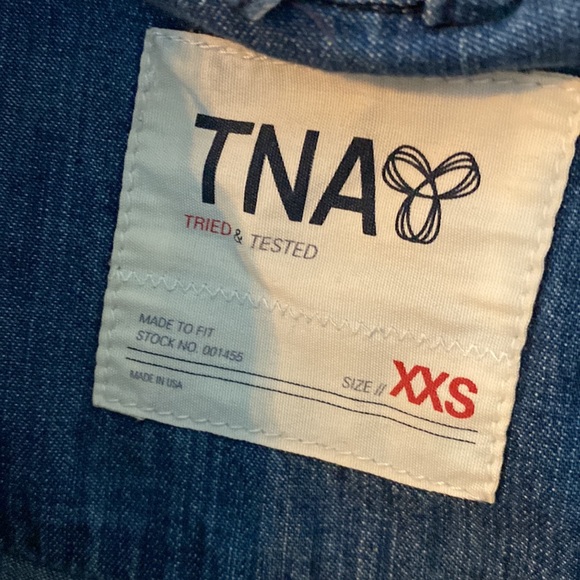 TNA
TRIED & TESTED
MADE TO FIT
STOCK NO. 001455
MADE IN USA
SIZE // XXS